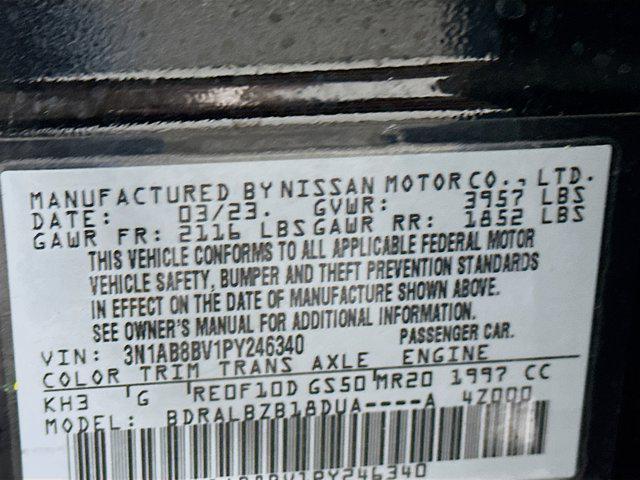 MANUFACTURED BY NISSAN MOTOR CO., LTD.
DATE: 03/23. GVWR: 3957 LBS
GAWR FR: 2116 LBS GAWR RR: 1852 LBS
THIS VEHICLE CONFORMS TO ALL APPLICABLE FEDERAL MOTOR
VEHICLE SAFETY, BUMPER AND THEFT PREVENTION STANDARDS
IN EFFECT ON THE DATE OF MANUFACTURE SHOWN ABOVE.
SEE OWNER'S MANUAL FOR ADDITIONAL INFORMATION.
VIN: 3N1AB8BV1PY246340 PASSENGER CAR.
COLOR TRIM TRANS AXLE ENGINE
KH3 G RE0F10D GS50 MR20 1997 CC
MODEL: BDRALBZB18DUA----A 4Z000